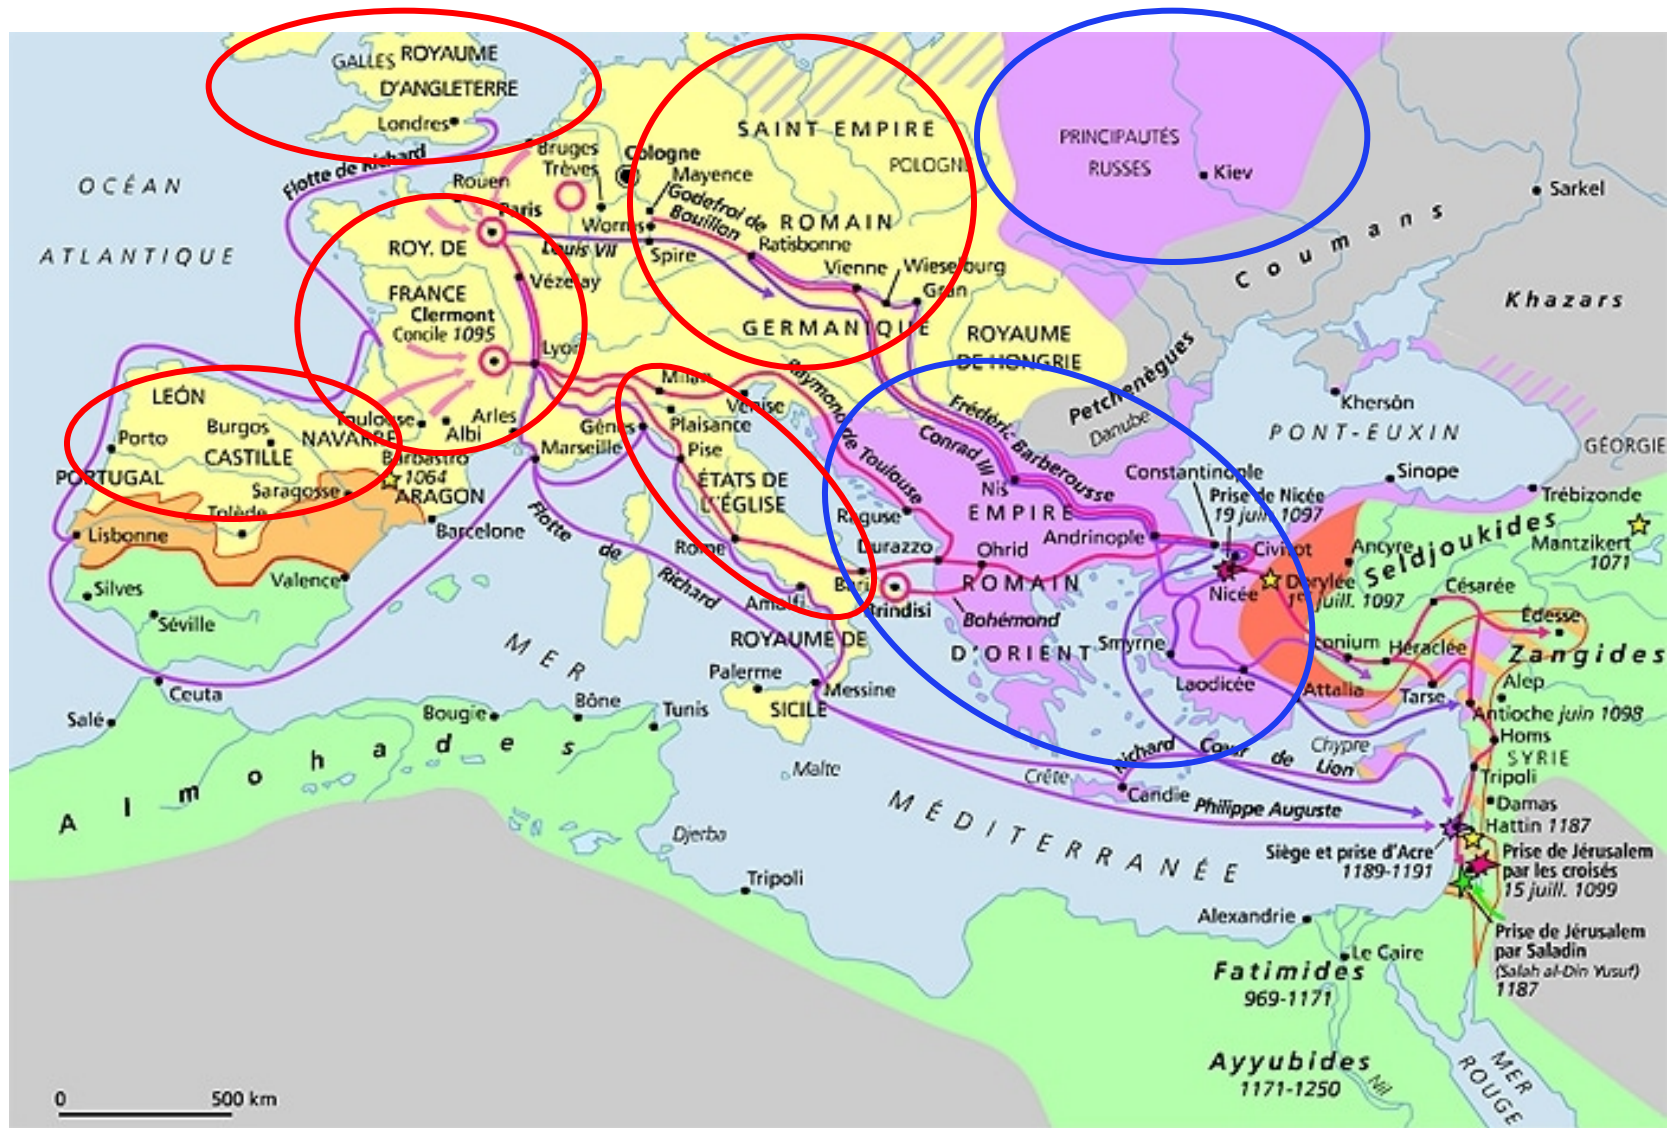 GALLES ROYAUME
D'ANGLETERRE
Londres
Flotte de Richard
OCÉAN
ATLANTIQUE
Bruges
Trèves
Cologne
Mayence
Rouen
Paris
Worms
Spire
Godefroi de
Bouillon
Louis VII
Ratisbonne
SAINT EMPIRE
POLOGNE
ROMAIN
GERMANIQUE
Vienne
Wieselburg
Gran
ROYAUME
DE HONGRIE
PRINCIPAUTÉS
RUSSES
Kiev
Sarkel
Coumans
Khazars
Petchenègues
Danube
Khersôn
PONT-EUXIN
GÉORGIE
Sinope
Trébizonde
ROY. DE
FRANCE
Vézelay
Clermont
Concile 1095
Lyon
Toulouse
Albi
Arles
Marseille
LEÓN
Burgos
NAVARRE
CASTILLE
Porto
PORTUGAL
Barbastro
1064
Saragosse
ARAGON
Tolède
Lisbonne
Barcelone
Valence
Silves
Séville
Ceuta
Salé
Milan
Venise
Plaisance
Gênes
Pise
ÉTATS DE
L'ÉGLISE
Rome
Bari
Amalfi
Brindisi
ROYAUME DE
SICILE
Palerme
Messine
Flotte de Richard
Raymond de Toulouse
Frédéric Barberousse
Conrad III
Nis
Raguse
Durazzo
Ohrid
Bohémond
EMPIRE
ROMAIN
D'ORIENT
Andrinople
Constantinople
Prise de Nicée
19 juin 1097
Civitot
Nicée
Dorylée
1er juill. 1097
Ancyre
Seldjoukides
Mantzikert
1071
Césarée
Édesse
Zangides
Smyrne
Iconium
Héraclée
Laodicée
Attalia
Tarse
Alep
Antioche juin 1098
Homs
SYRIE
Chypre
Tripoli
Damas
Hattin 1187
Richard Cœur de Lion
Crête
Candie
Philippe Auguste
Siège et prise d'Acre
1189-1191
Prise de Jérusalem
par les croisés
15 juill. 1099
Prise de Jérusalem
par Saladin
(Salah al-Din Yusuf)
1187
MER
MÉDITERRANÉE
Bougie
Bône
Tunis
Malte
Djerba
Tripoli
Almohades
Alexandrie
Le Caire
Fatimides
969-1171
Ayyubides
1171-1250
Nil
MER
ROUGE
0 500 km